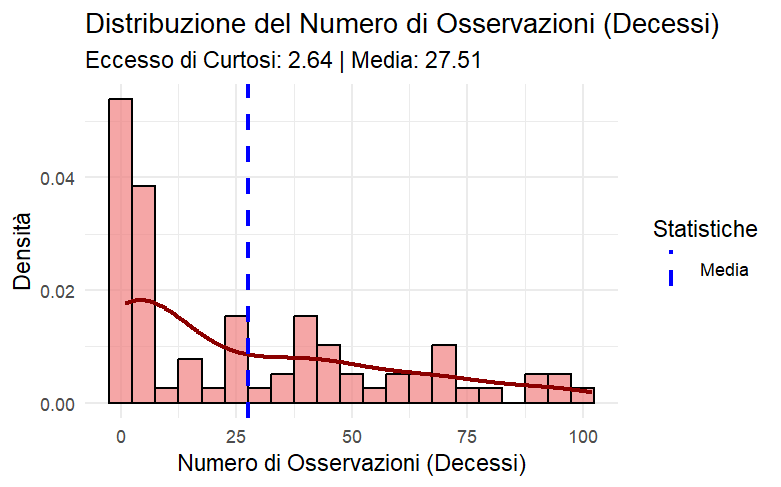 Distribuzione del Numero di Osservazioni (Decessi)
Eccesso di Curtosi: 2.64 | Media: 27.51
Densità
0.04
0.02
0.00
0 25 50 75 100
Numero di Osservazioni (Decessi)
Statistiche
Media